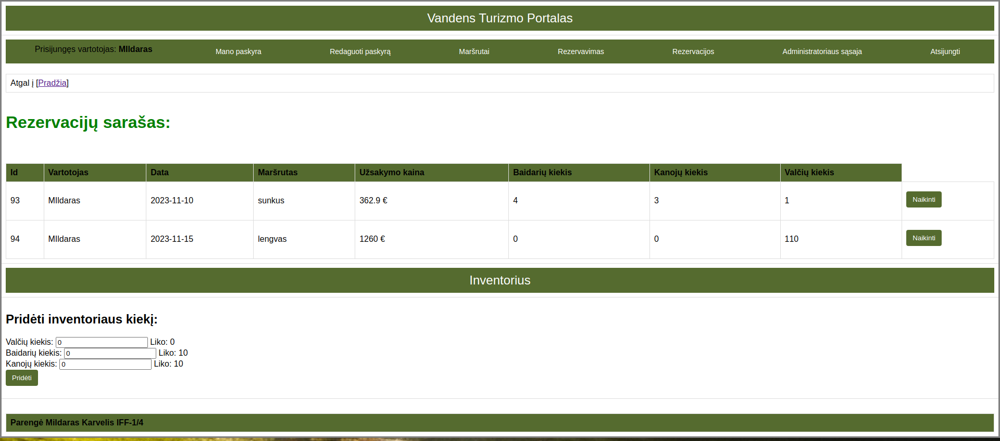 Vandens Turizmo Portalas
Prisijungęs vartotojas: MIldaras Mano paskyra Redaguoti paskyrą Maršrutai Rezervavimas Rezervacijos Administratoriaus sąsaja Atsijungti
Atgal į [Pradžia]
Rezervacijų sarašas:
Id Vartotojas Data Maršrutas Užsakymo kaina Baidarių kiekis Kanojų kiekis Valčių kiekis
93 MIldaras 2023-11-10 sunkus 362.9 € 4 3 1 Naikinti
94 MIldaras 2023-11-15 lengvas 1260 € 0 0 110 Naikinti
Inventorius
Pridėti inventoriaus kiekį:
Valčių kiekis: 0 Liko: 0
Baidarių kiekis: 0 Liko: 10
Kanojų kiekis: 0 Liko: 10
Pridėti
Parengė Mildaras Karvelis IFF-1/4